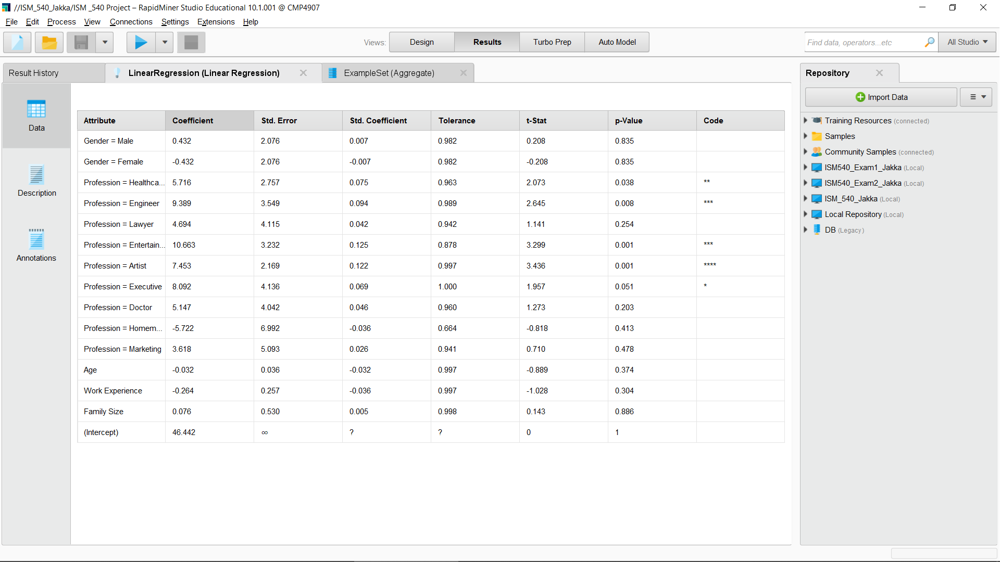 //ISM_540_Jakka/ISM _540 Project – RapidMiner Studio Educational 10.1.001 @ CMP4907
File Edit Process View Connections Settings Extensions Help
Views: Design Results Turbo Prep Auto Model Find data, operators...etc All Studio
Result History LinearRegression (Linear Regression) ExampleSet (Aggregate)
Data
Description
Annotations
Attribute Coefficient Std. Error Std. Coefficient Tolerance t-Stat p-Value Code
Gender = Male 0.432 2.076 0.007 0.982 0.208 0.835
Gender = Female -0.432 2.076 -0.007 0.982 -0.208 0.835
Profession = Healthca... 5.716 2.757 0.075 0.963 2.073 0.038 **
Profession = Engineer 9.389 3.549 0.094 0.989 2.645 0.008 ***
Profession = Lawyer 4.694 4.115 0.042 0.942 1.141 0.254
Profession = Entertain... 10.663 3.232 0.125 0.878 3.299 0.001 ***
Profession = Artist 7.453 2.169 0.122 0.997 3.436 0.001 ****
Profession = Executive 8.092 4.136 0.069 1.000 1.957 0.051 *
Profession = Doctor 5.147 4.042 0.046 0.960 1.273 0.203
Profession = Homem... -5.722 6.992 -0.036 0.664 -0.818 0.413
Profession = Marketing 3.618 5.093 0.026 0.941 0.710 0.478
Age -0.032 0.036 -0.032 0.997 -0.889 0.374
Work Experience -0.264 0.257 -0.036 0.997 -1.028 0.304
Family Size 0.076 0.530 0.005 0.998 0.143 0.886
(Intercept) 46.442 ∞ ? ? 0 1
Repository
Import Data
Training Resources (connected)
Samples
Community Samples (connected)
ISM540_Exam1_Jakka (Local)
ISM540_Exam2_Jakka (Local)
ISM_540_Jakka (Local)
Local Repository (Local)
DB (Legacy)